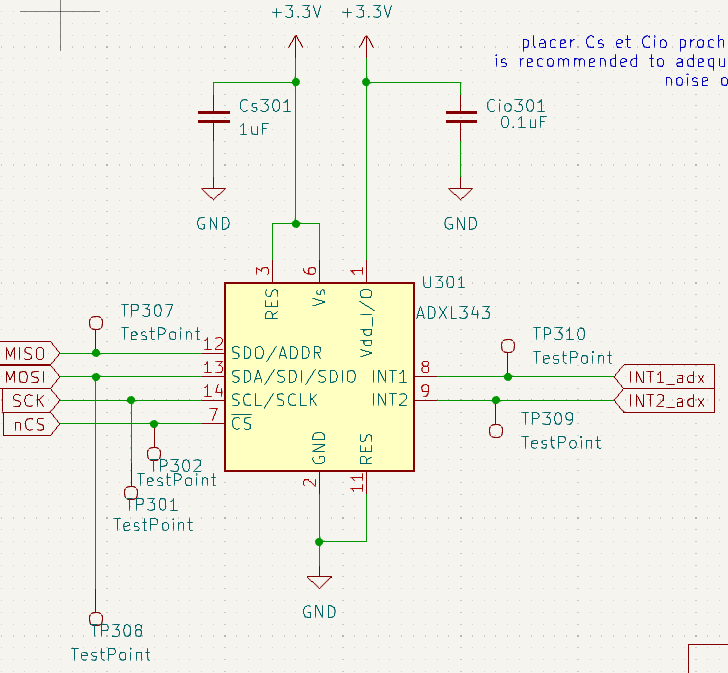 +3.3V +3.3V
placer Cs et Cio proch
is recommended to adequ
noise o
Cs301
1uF
Cio301
0.1uF
GND
GND
3
6
1
U301
ADXL343
RES
Vs
Vdd_I/O
TP307
TestPoint
TP310
TestPoint
MISO
12
SDO/ADDR
MOSI
13
SDA/SDI/SDIO
INT1
8
INT1_adx
SCK
14
SCL/SCLK
INT2
9
INT2_adx
nCS
7
CS
TP309
TestPoint
GND
RES
TP302
TestPoint
2
11
TP301
TestPoint
GND
TP308
TestPoint